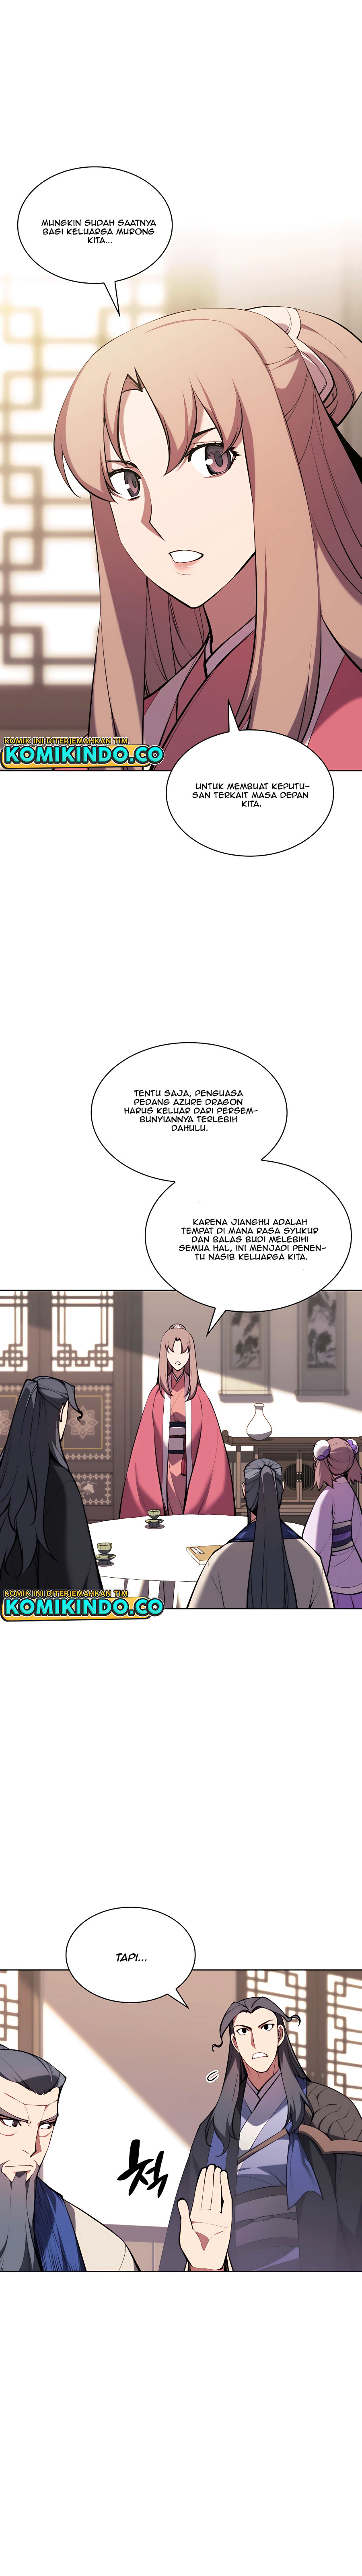 MUNGKIN SUDAH SAATNYA
BAGI KELUARGA MURONG
KITA...
KOMIK INI DITERJEMAHKAN TIM
KOMIKINDO.CO
UNTUK MEMBUAT KEPUTU-
SAN TERKAIT MASA DEPAN
KITA.
TENTU SAJA, PENGUASA
PEDANG AZURE DRAGON
HARUS KELUAR DARI PERSEM-
BUNYIANNYA TERLEBIH
DAHULU.
KARENA JIANGHU ADALAH
TEMPAT DI MANA RASA SYUKUR
DAN BALAS BUDI MELEBIHI
SEMUA HAL, INI MENJADI PENEN-
TU NASIB KELUARGA KITA.
KOMIK INI DITERJEMAHKAN TIM
KOMIKINDO.CO
TAPI...
척